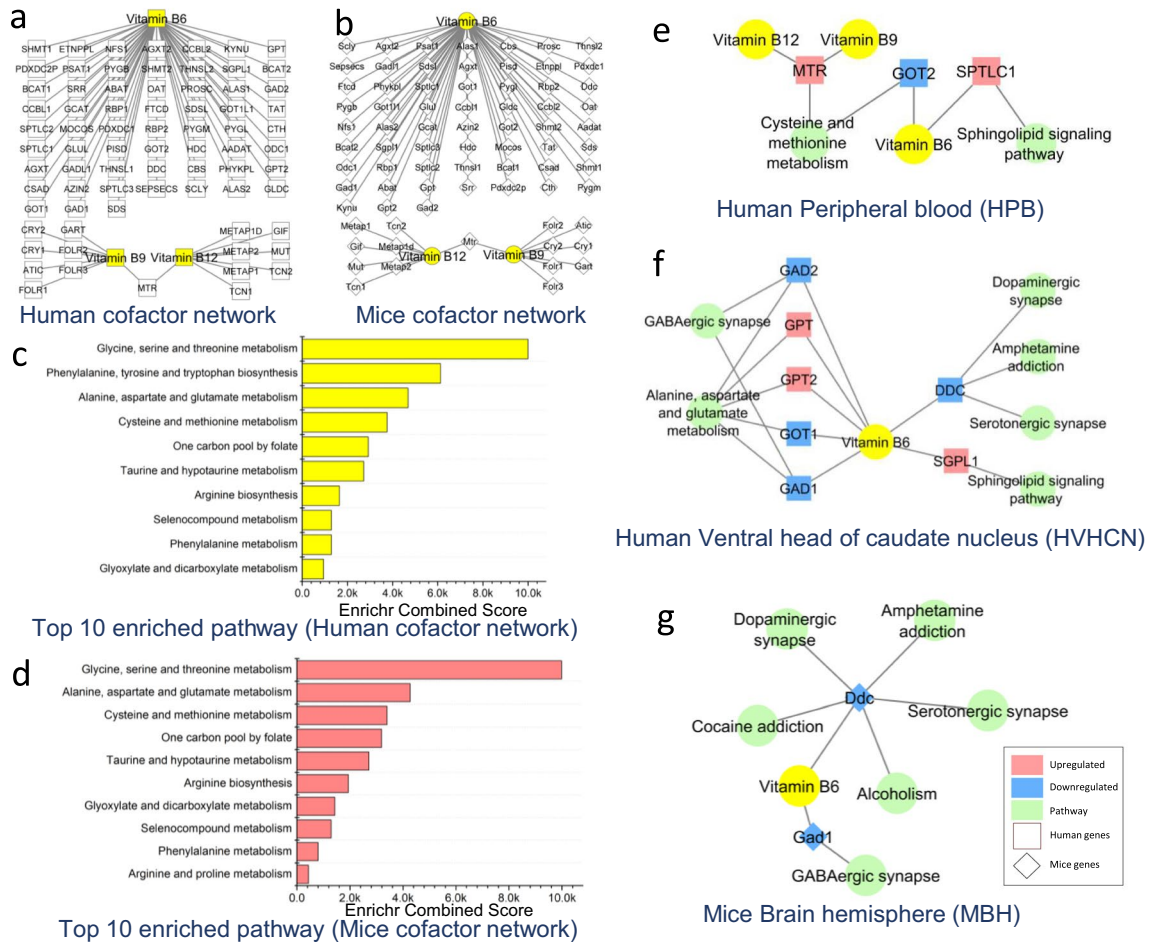 a
Vitamin B6
SHMT1 ETNPPL NFS1 AGXT2 CCBL2 KYNU GPT
PDXDC2P PSAT1 PYGB SHMT2 THNSL2 SGPL1 BCAT2
BCAT1 SRR ABAT OAT PROSC ALAS1 GAD2
CCBL1 GCAT RBP1 FTCD SDSL GOT1L1 TAT
SPTLC2 MOCOS PDXDC1 RBP2 PYGM PYGL CTH
SPTLC1 GLUL PISD GOT2 HDC AADAT ODC1
AGXT GADL1 THNSL1 DDC CBS PHYKPL GPT2
CSAD AZIN2 SPTLC3 SEPSECS SCLY ALAS2 GLDC
GOT1 GAD1 SDS
CRY2 GART METAP1D GIF
CRY1 FOLR2 METAP2 MUT
Vitamin B9 Vitamin B12
ATIC FOLR3 METAP1 TCN2
FOLR1 MTR TCN1
Human cofactor network
b
Vitamin B6
Scly Agxt2 Psat1 Alas1 Cbs Prosc Thnsl2
Sepsecs Gadl1 Sdsl Agxt Pisd Etnppl Pdxdc1
Ftcd Phykpl Sptlc1 Got1 Pygl Rbp2 Ddc
Pygb Got1l1 Glul Ccbl1 Gldc Ccbl2 Oat
Nfs1 Alas2 Gcat Azin2 Got2 Shmt2 Aadat
Bcat2 Sgpl1 Sptlc3 Hdc Mocos Tat Sds
Odc1 Rbp1 Sptlc2 Thnsl1 Bcat1 Csad Shmt1
Gad1 Abat Gpt Srr Pdxdc2p Cth Pygm
Kynu Gpt2 Gad2
Metap1 Tcn2 Folr2 Atic
Gif Metap1d Mtr Cry2 Cry1
Vitamin B12 Vitamin B9
Mut Metap2 Folr1 Gart
Tcn1 Folr3
Mice cofactor network
c
Glycine, serine and threonine metabolism
Phenylalanine, tyrosine and tryptophan biosynthesis
Alanine, aspartate and glutamate metabolism
Cysteine and methionine metabolism
One carbon pool by folate
Taurine and hypotaurine metabolism
Arginine biosynthesis
Selenocompound metabolism
Phenylalanine metabolism
Glyoxylate and dicarboxylate metabolism
0.0 2.0k 4.0k 6.0k 8.0k 10.0k
Enrichr Combined Score
Top 10 enriched pathway (Human cofactor network)
d
Glycine, serine and threonine metabolism
Alanine, aspartate and glutamate metabolism
Cysteine and methionine metabolism
One carbon pool by folate
Taurine and hypotaurine metabolism
Arginine biosynthesis
Glyoxylate and dicarboxylate metabolism
Selenocompound metabolism
Phenylalanine metabolism
Arginine and proline metabolism
0.0 2.0k 4.0k 6.0k 8.0k 10.0k
Enrichr Combined Score
Top 10 enriched pathway (Mice cofactor network)
e
Vitamin B12 Vitamin B9
MTR GOT2 SPTLC1
Cysteine and
methionine
metabolism
Vitamin B6
Sphingolipid signaling
pathway
Human Peripheral blood (HPB)
f
GAD2
Dopaminergic
synapse
GABAergic synapse
GPT
Amphetamine
addiction
GPT2
DDC
Alanine, aspartate
and glutamate
metabolism
Serotonergic synapse
GOT1
Vitamin B6
SGPL1
GAD1
Sphingolipid signaling
pathway
Human Ventral head of caudate nucleus (HVHCN)
g
Dopaminergic
synapse
Amphetamine
addiction
Ddc
Cocaine addiction
Serotonergic synapse
Vitamin B6
Alcoholism
Gad1
GABAergic synapse
Upregulated
Downregulated
Pathway
Human genes
Mice genes
Mice Brain hemisphere (MBH)